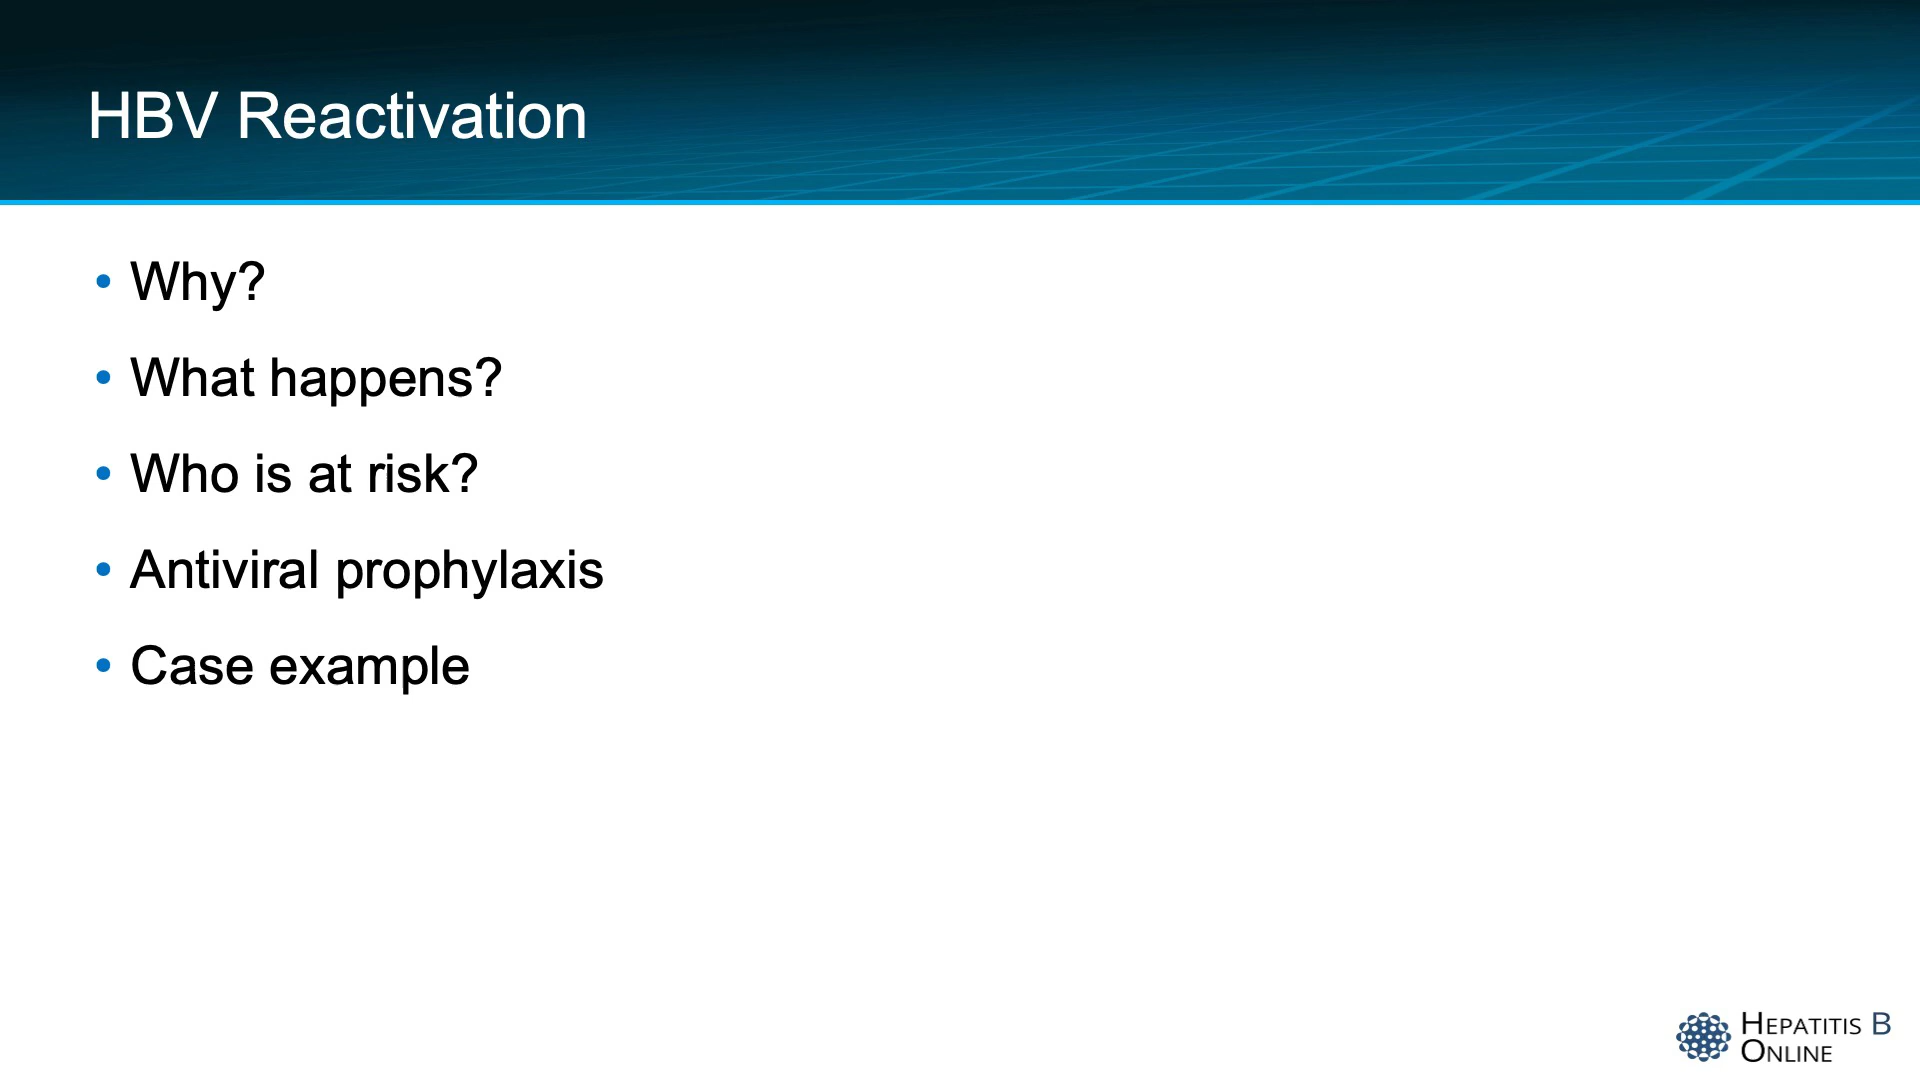 HBV Reactivation
• Why?
• What happens?
• Who is at risk?
• Antiviral prophylaxis
• Case example
HEPATITIS B
ONLINE